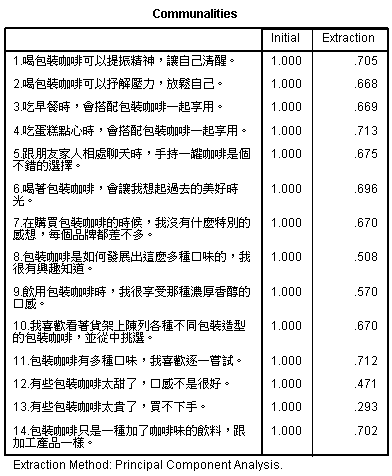 Communalities
Initial Extraction
1.喝包裝咖啡可以提振精神，讓自己清醒。 1.000 .705
2.喝包裝咖啡可以抒解壓力，放鬆自己。 1.000 .668
3.吃早餐時，會搭配包裝咖啡一起享用。 1.000 .669
4.吃蛋糕點心時，會搭配包裝咖啡一起享用。 1.000 .713
5.跟朋友家人相處聊天時，手持一罐咖啡是個
不錯的選擇。 1.000 .675
6.喝著包裝咖啡，會讓我想起過去的美好時
光。 1.000 .696
7.在購買包裝咖啡的時候，我沒有什麼特別的
感想，每個品牌都差不多。 1.000 .670
8.包裝咖啡是如何發展出這麼多種口味的，我
很有興趣知道。 1.000 .508
9.飲用包裝咖啡時，我很享受那種濃厚香醇的
口感。 1.000 .570
10.我喜歡看著貨架上陳列各種不同包裝造型
的包裝咖啡，並從中挑選。 1.000 .670
11.包裝咖啡有多種口味，我喜歡逐一嘗試。 1.000 .712
12.有些包裝咖啡太甜了，口感不是很好。 1.000 .471
13.有些包裝咖啡太貴了，買不下手。 1.000 .293
14.包裝咖啡只是一種加了咖啡味的飲料，跟
加工產品一樣。 1.000 .702
Extraction Method: Principal Component Analysis.